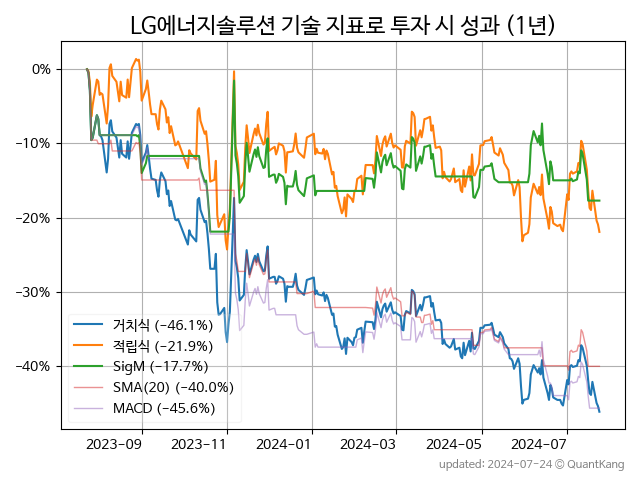 LG에너지솔루션 기술 지표로 투자 시 성과 (1년)
0%
−10%
−20%
−30%
−40%
거치식 (−46.1%)
적립식 (−21.9%)
SigM (−17.7%)
SMA(20) (−40.0%)
MACD (−45.6%)
2023-09
2023-11
2024-01
2024-03
2024-05
2024-07
updated: 2024-07-24 @ QuantKang